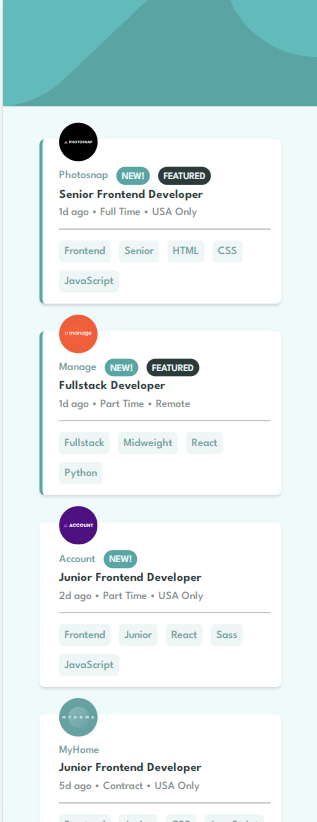 PHOTOSNAP
Photosnap NEW! FEATURED
Senior Frontend Developer
1d ago • Full Time • USA Only
Frontend Senior HTML CSS
JavaScript
manage
Manage NEW! FEATURED
Fullstack Developer
1d ago • Part Time • Remote
Fullstack Midweight React
Python
ACCOUNT
Account NEW!
Junior Frontend Developer
2d ago • Part Time • USA Only
Frontend Junior React Sass
JavaScript
MYHOME
MyHome
Junior Frontend Developer
5d ago • Contract • USA Only